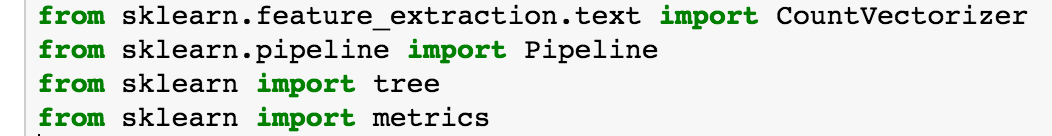 from sklearn.feature_extraction.text import CountVectorizer
from sklearn.pipeline import Pipeline
from sklearn import tree
from sklearn import metrics